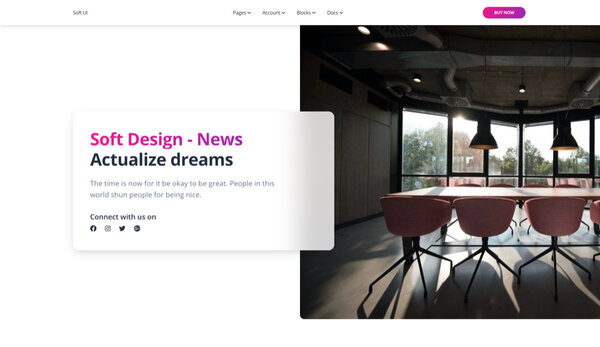 Soft UI
Pages
Account
Blocks
Docs
BUY NOW
Soft Design - News
Actualize dreams
The time is now for it be okay to be great. People in this
world shun people for being nice.
Connect with us on